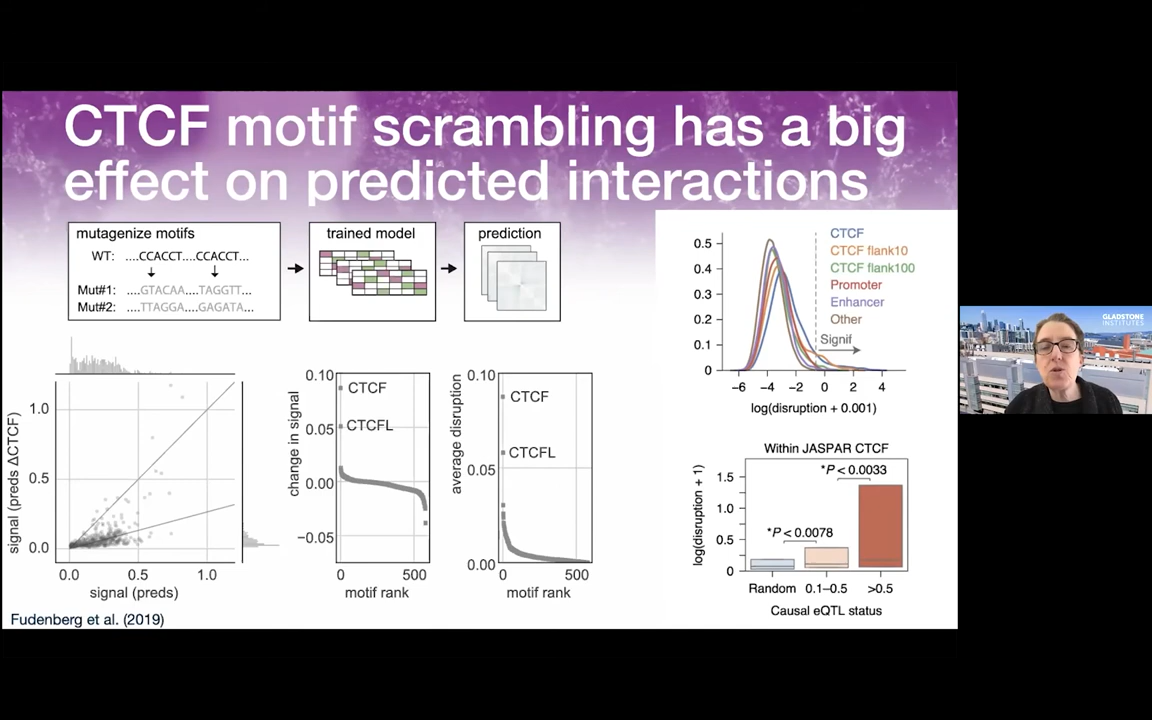 CTCF motif scrambling has a big
effect on predicted interactions
mutagenize motifs
WT: ....CCACCT....CCACCT...
Mut#1: ....GTACAA....TAGGTT....
Mut#2: ....TTAGGA....GAGATA....
trained model
prediction
signal (preds ΔCTCF)
1.0
0.5
0.0
0.0 0.5 1.0
signal (preds)
change in signal
0.10
0.05
0.00
−0.05
CTCF
CTCFL
0 500
motif rank
average disruption
0.10
0.05
0.00
CTCF
CTCFL
0 500
motif rank
0.5
0.4
0.3
0.2
0.1
0
CTCF
CTCF flank10
CTCF flank100
Promoter
Enhancer
Other
Signif
−6 −4 −2 0 2 4
log(disruption + 0.001)
Within JASPAR CTCF
*P < 0.0033
*P < 0.0078
log(disruption + 1)
1.5
1.0
0.5
0
Random 0.1–0.5 >0.5
Causal eQTL status
Fudenberg et al. (2019)
GLADSTONE
INSTITUTES